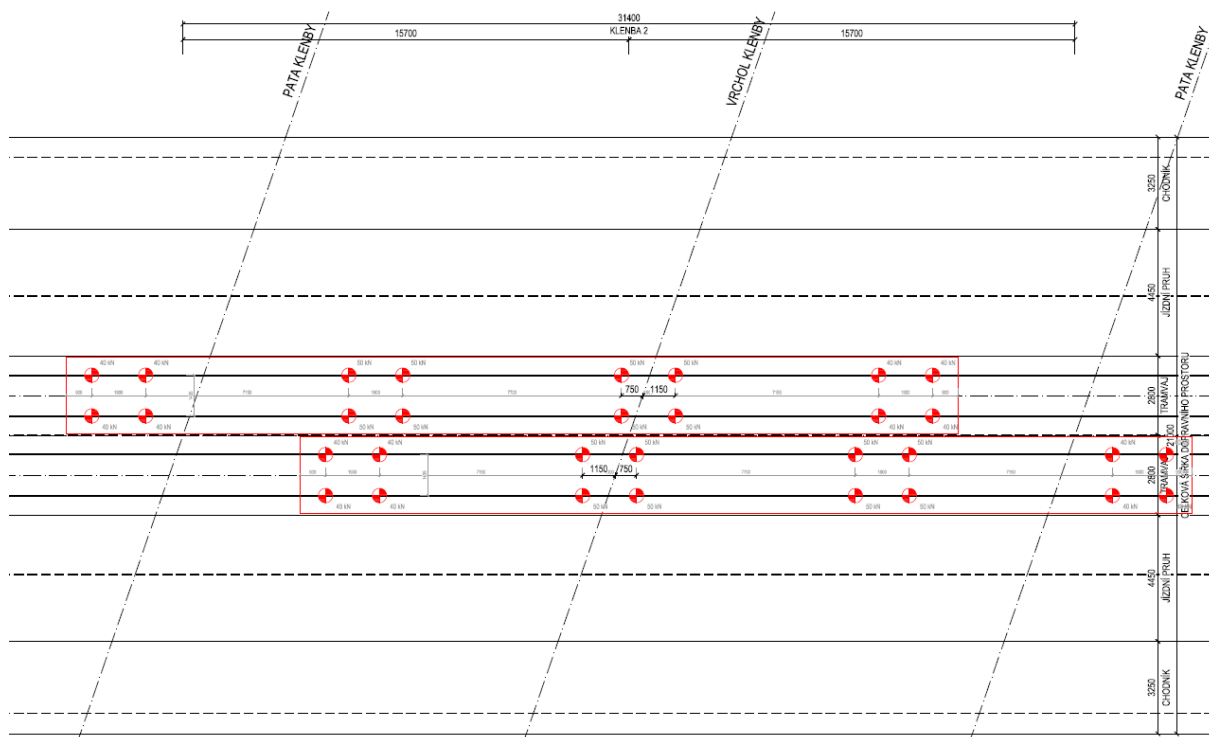 31400
KLENBA 2
15700
15700
PATA KLENBY
VRCHOL KLENBY
PATA KLENBY
3250
CHODNÍK
4450
JÍZDNÍ PRUH
40 kN
40 kN
50 kN
50 kN
50 kN
50 kN
40 kN
40 kN
7100
7100
750
1150
2800
TRAMVAJ
40 kN
40 kN
50 kN
50 kN
50 kN
50 kN
40 kN
40 kN
CELKOVÁ ŠÍŘKA DOPRAVNÍHO PROSTORU
40 kN
40 kN
50 kN
50 kN
50 kN
50 kN
40 kN
1150
750
2800
TRAMVAJ
40 kN
40 kN
50 kN
50 kN
50 kN
50 kN
40 kN
4450
JÍZDNÍ PRUH
3250
CHODNÍK